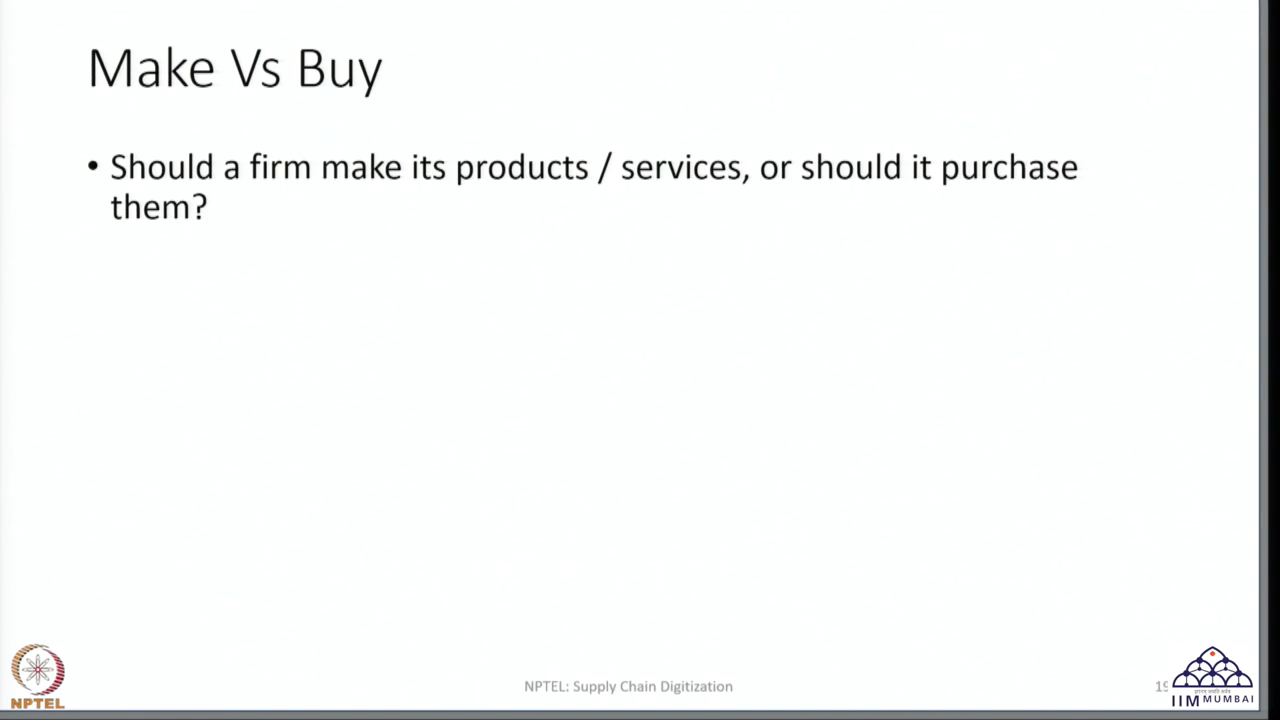 Make Vs Buy
• Should a firm make its products / services, or should it purchase
them?
NPTEL
NPTEL: Supply Chain Digitization
IIM MUMBAI